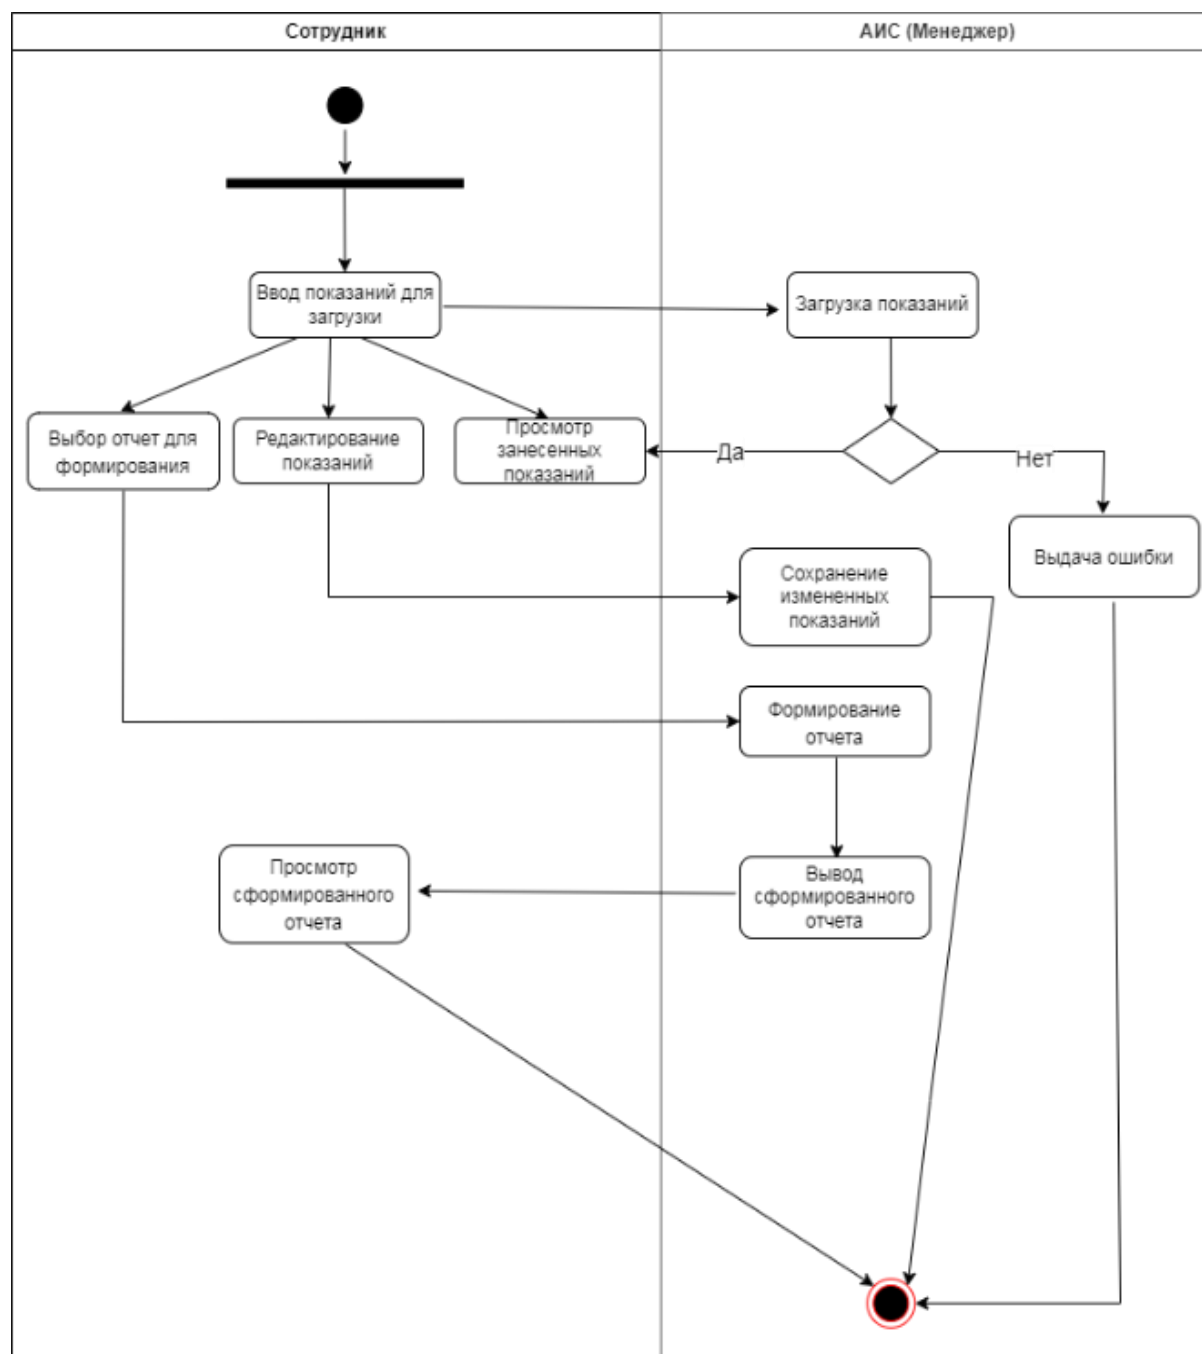 Сотрудник
АИС (Менеджер)
Ввод показаний для
загрузки
Загрузка показаний
Выбор отчет для
формирования
Редактирование
показаний
Просмотр
занесенных
показаний
Да
Нет
Выдача ошибки
Сохранение
измененных
показаний
Формирование
отчета
Просмотр
сформированного
отчета
Вывод
сформированного
отчета